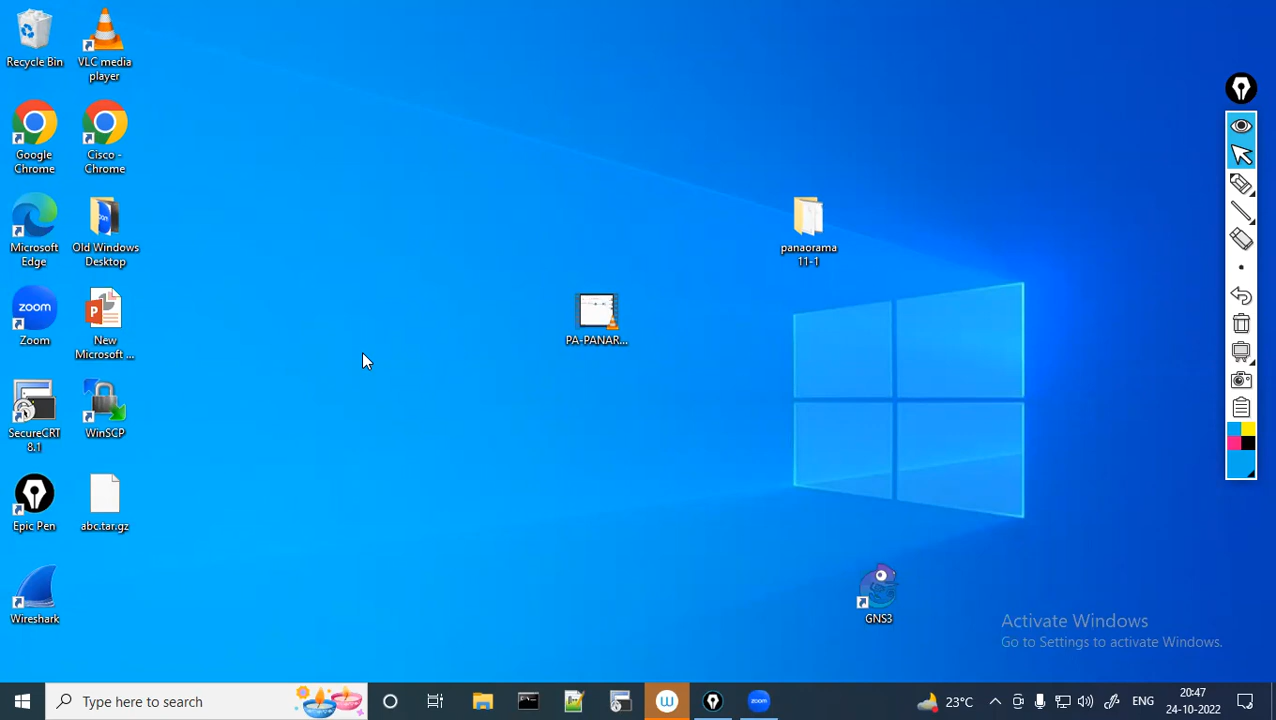 Recycle Bin
VLC media
player
Google
Chrome
Cisco -
Chrome
Microsoft
Edge
Old Windows
Desktop
zoom
Zoom
New
Microsoft ...
SecureCRT
8.1
WinSCP
Epic Pen
abc.tar.gz
Wireshark
panaorama
11-1
PA-PANAR...
GNS3
Activate Windows
Go to Settings to activate Windows.
Type here to search
zoom
23°C
ENG
20:47
24-10-2022